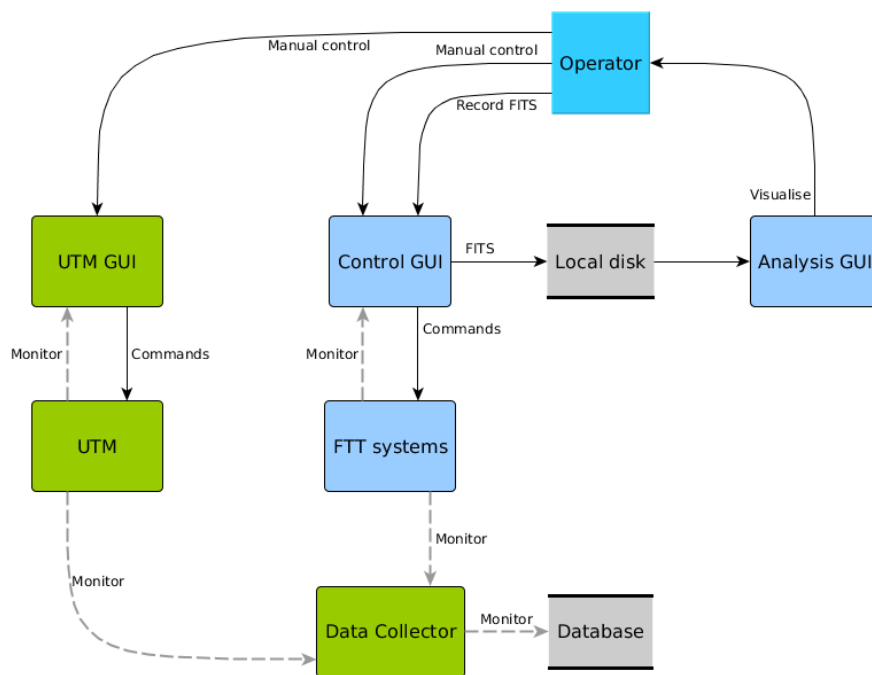 Operator
Manual control
Manual control
Record FITS
Visualise
UTM GUI
Control GUI
FITS
Local disk
Analysis GUI
Monitor
Commands
Monitor
Commands
UTM
FTT systems
Monitor
Monitor
Data Collector
Monitor
Database